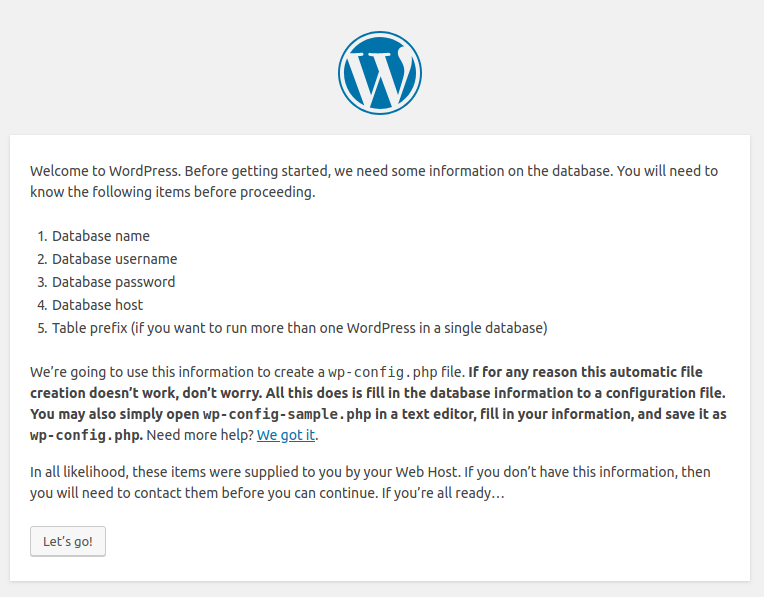 Welcome to WordPress. Before getting started, we need some information on the database. You will need to
know the following items before proceeding.
1. Database name
2. Database username
3. Database password
4. Database host
5. Table prefix (if you want to run more than one WordPress in a single database)
We’re going to use this information to create a wp-config.php file. If for any reason this automatic file
creation doesn’t work, don’t worry. All this does is fill in the database information to a configuration file.
You may also simply open wp-config-sample.php in a text editor, fill in your information, and save it as
wp-config.php. Need more help? We got it.
In all likelihood, these items were supplied to you by your Web Host. If you don’t have this information, then
you will need to contact them before you can continue. If you’re all ready…
Let’s go!